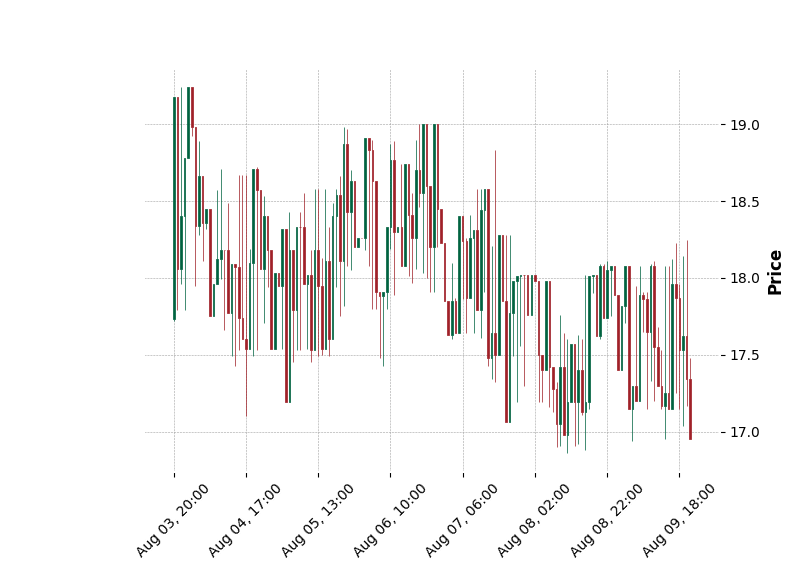 19.0
18.5
18.0
17.5
17.0
Price
Aug 03, 20:00
Aug 04, 17:00
Aug 05, 13:00
Aug 06, 10:00
Aug 07, 06:00
Aug 08, 02:00
Aug 08, 22:00
Aug 09, 18:00